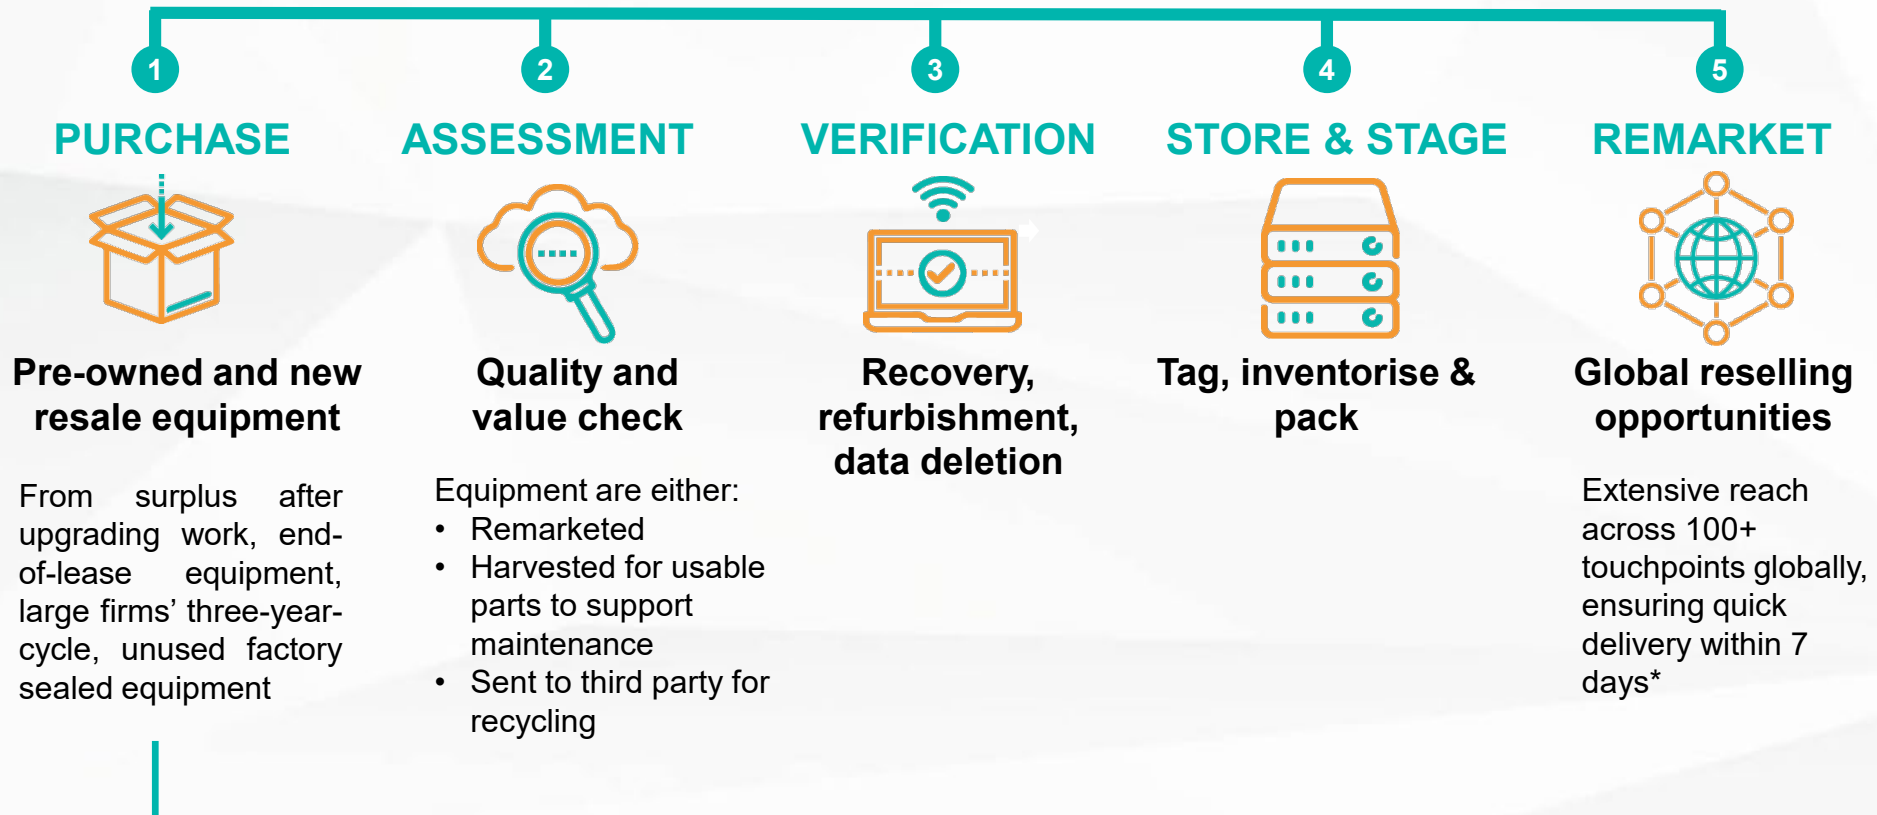 1
PURCHASE
Pre-owned and new
resale equipment
From surplus after
upgrading work, end-
of-lease equipment,
large firms’ three-year-
cycle, unused factory
sealed equipment
2
ASSESSMENT
Quality and
value check
Equipment are either:
• Remarketed
• Harvested for usable
parts to support
maintenance
• Sent to third party for
recycling
3
VERIFICATION
Recovery,
refurbishment,
data deletion
4
STORE & STAGE
Tag, inventorise &
pack
5
REMARKET
Global reselling
opportunities
Extensive reach
across 100+
touchpoints globally,
ensuring quick
delivery within 7
days*